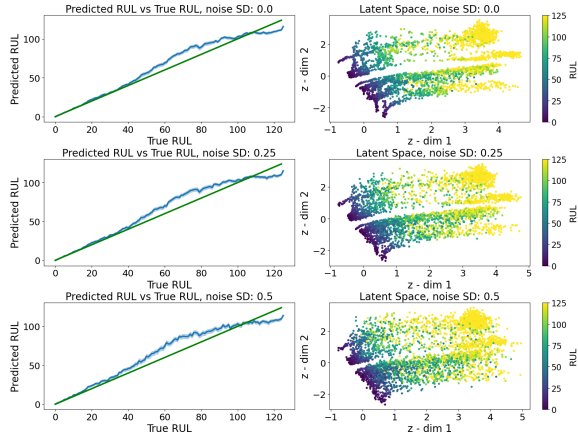 Predicted RUL vs True RUL, noise SD: 0.0
Latent Space, noise SD: 0.0
Predicted RUL
100
50
0
0 20 40 60 80 100 120 140
True RUL
z - dim 2
2
0
−2
−1 0 1 2 3 4
z - dim 1
125
100
75
50
25
0
RUL
Predicted RUL vs True RUL, noise SD: 0.25
Latent Space, noise SD: 0.25
Predicted RUL
100
50
0
0 20 40 60 80 100 120 140
True RUL
z - dim 2
2
0
−2
−1 0 1 2 3 4 5
z - dim 1
125
100
75
50
25
0
RUL
Predicted RUL vs True RUL, noise SD: 0.5
Latent Space, noise SD: 0.5
Predicted RUL
100
50
0
0 20 40 60 80 100 120 140
True RUL
z - dim 2
2
0
−2
−1 0 1 2 3 4 5
z - dim 1
125
100
75
50
25
0
RUL